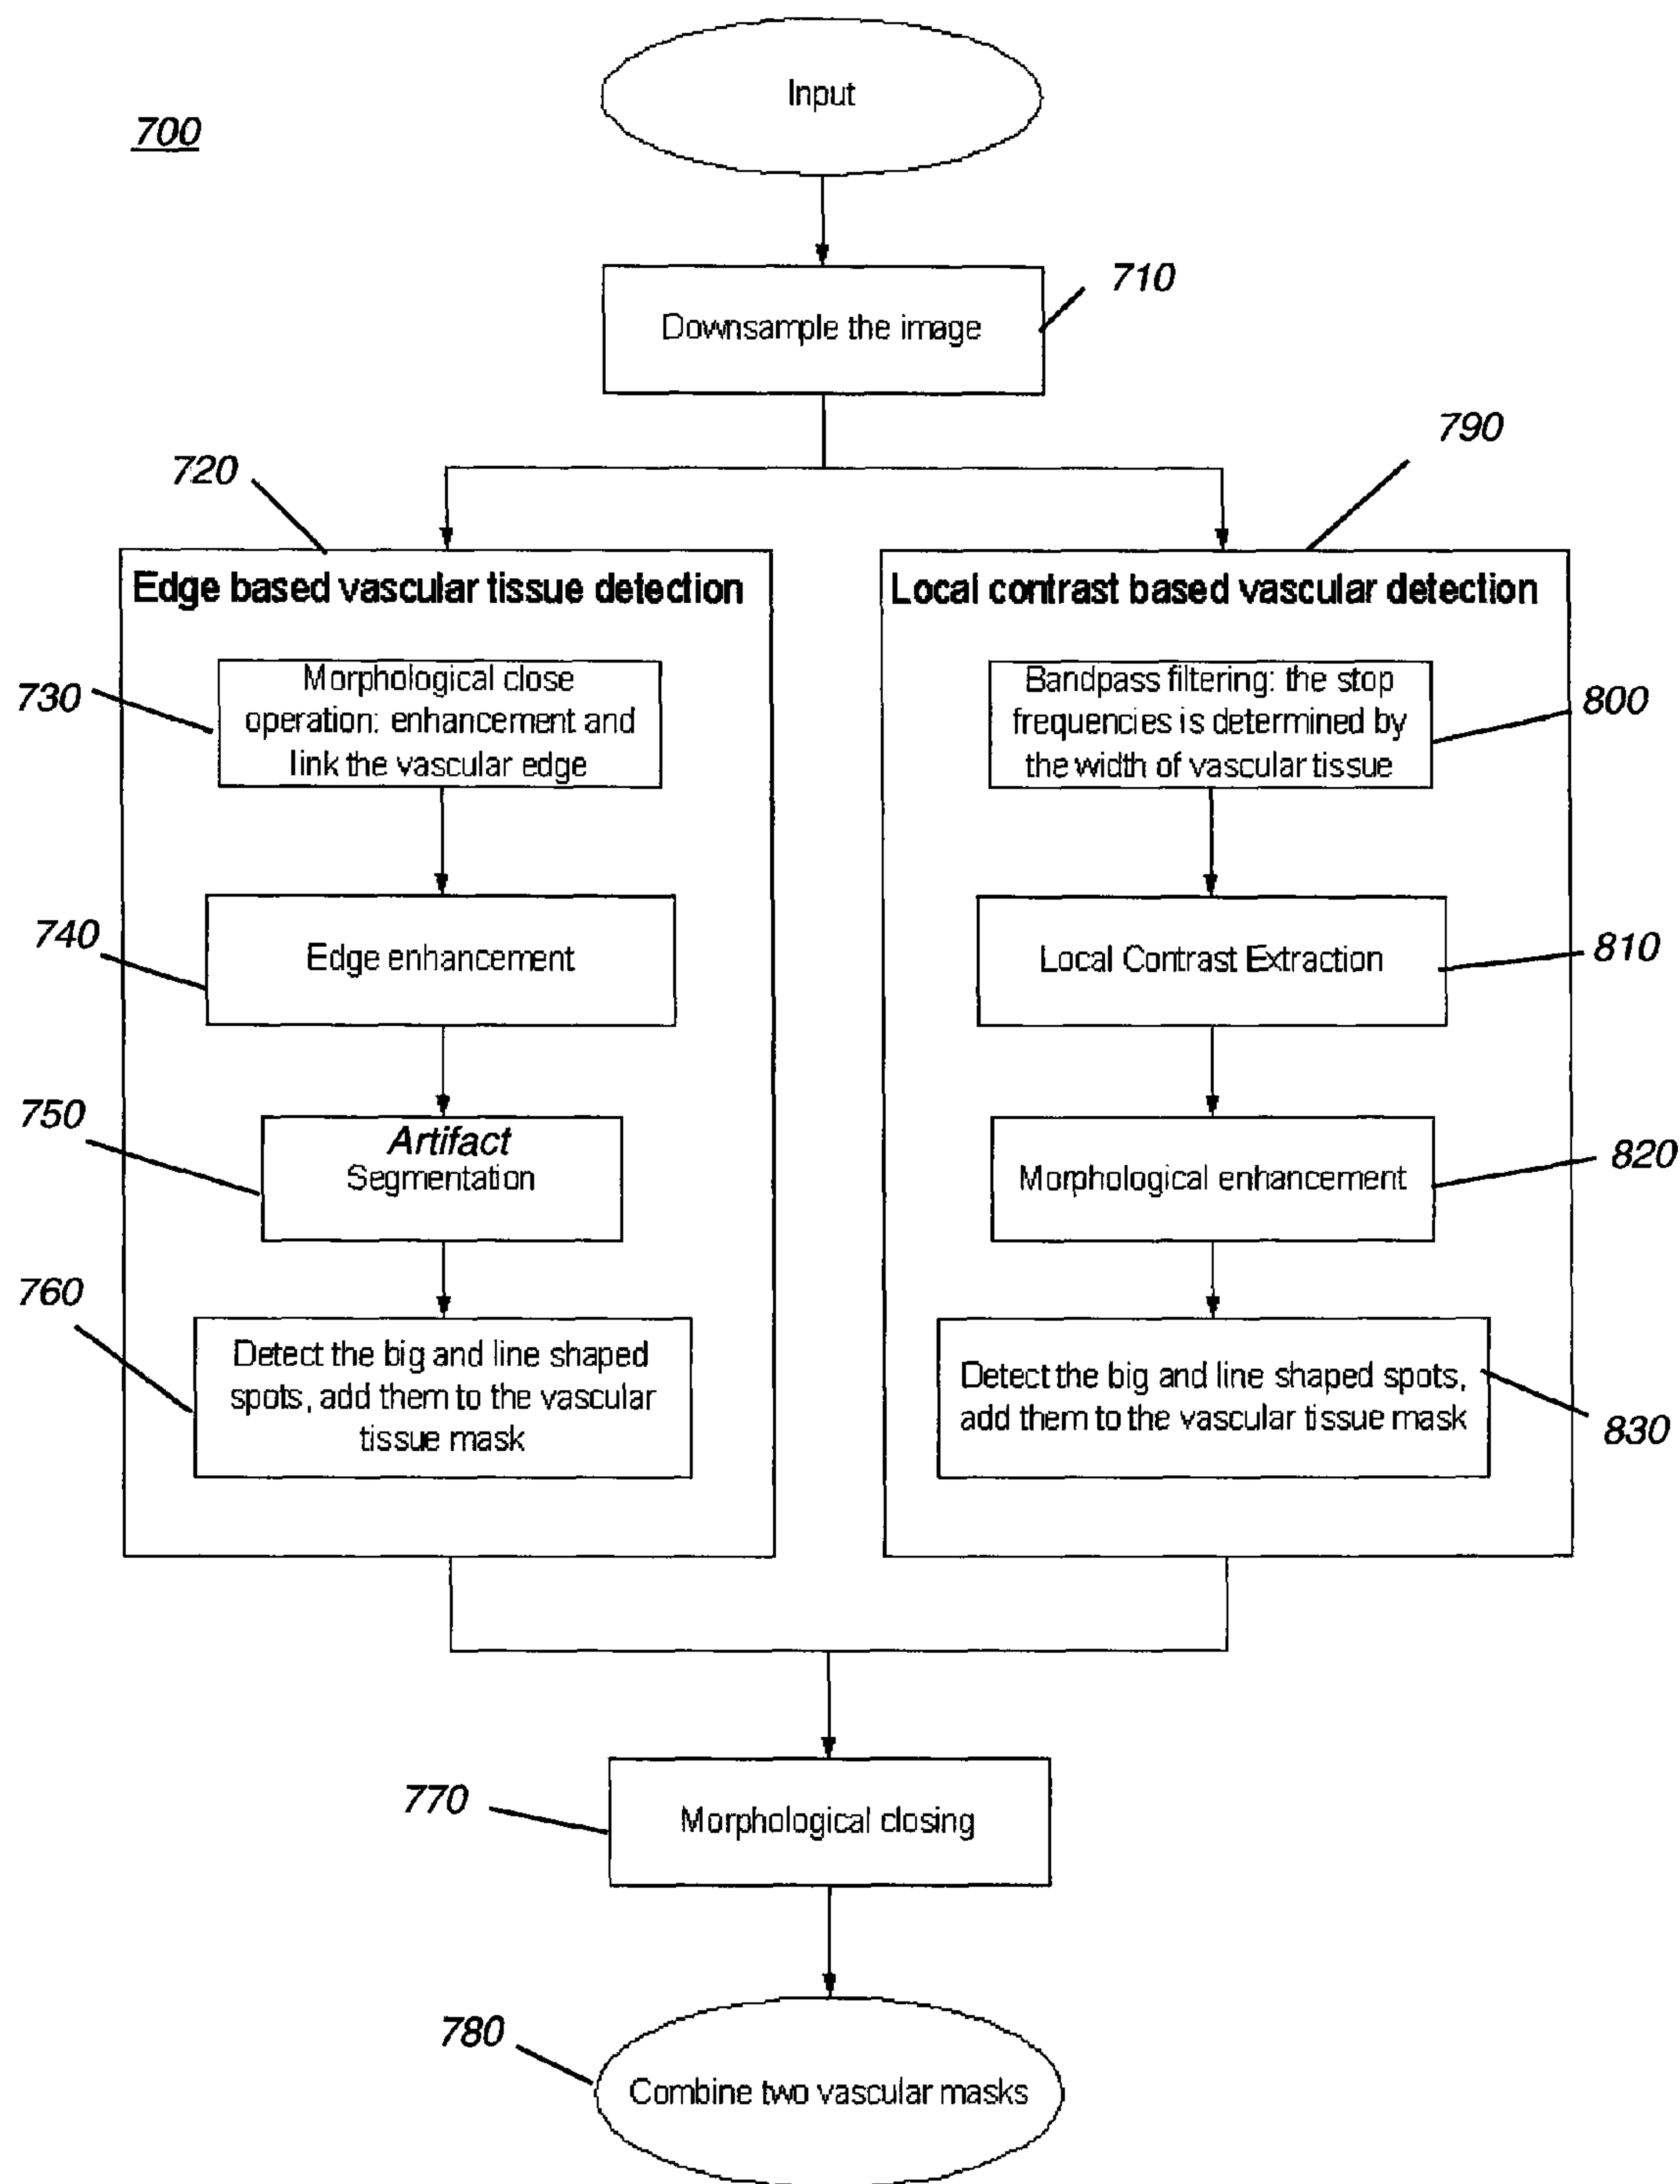 Input
700
710
Downsample the image
790
720
Edge based vascular tissue detection
Local contrast based vascular detection
730
Morphological close
operation: enhancement and
link the vascular edge
Bandpass filtering: the stop
frequencies is determined by
the width of vascular tissue
800
740
Edge enhancement
Local Contrast Extraction
810
750
Artifact
Segmentation
Morphological enhancement
820
760
Detect the big and line shaped
spots, add them to the vascular
tissue mask
Detect the big and line shaped spots,
add them to the vascular tissue mask
830
770
Morphological closing
780
Combine two vascular masks